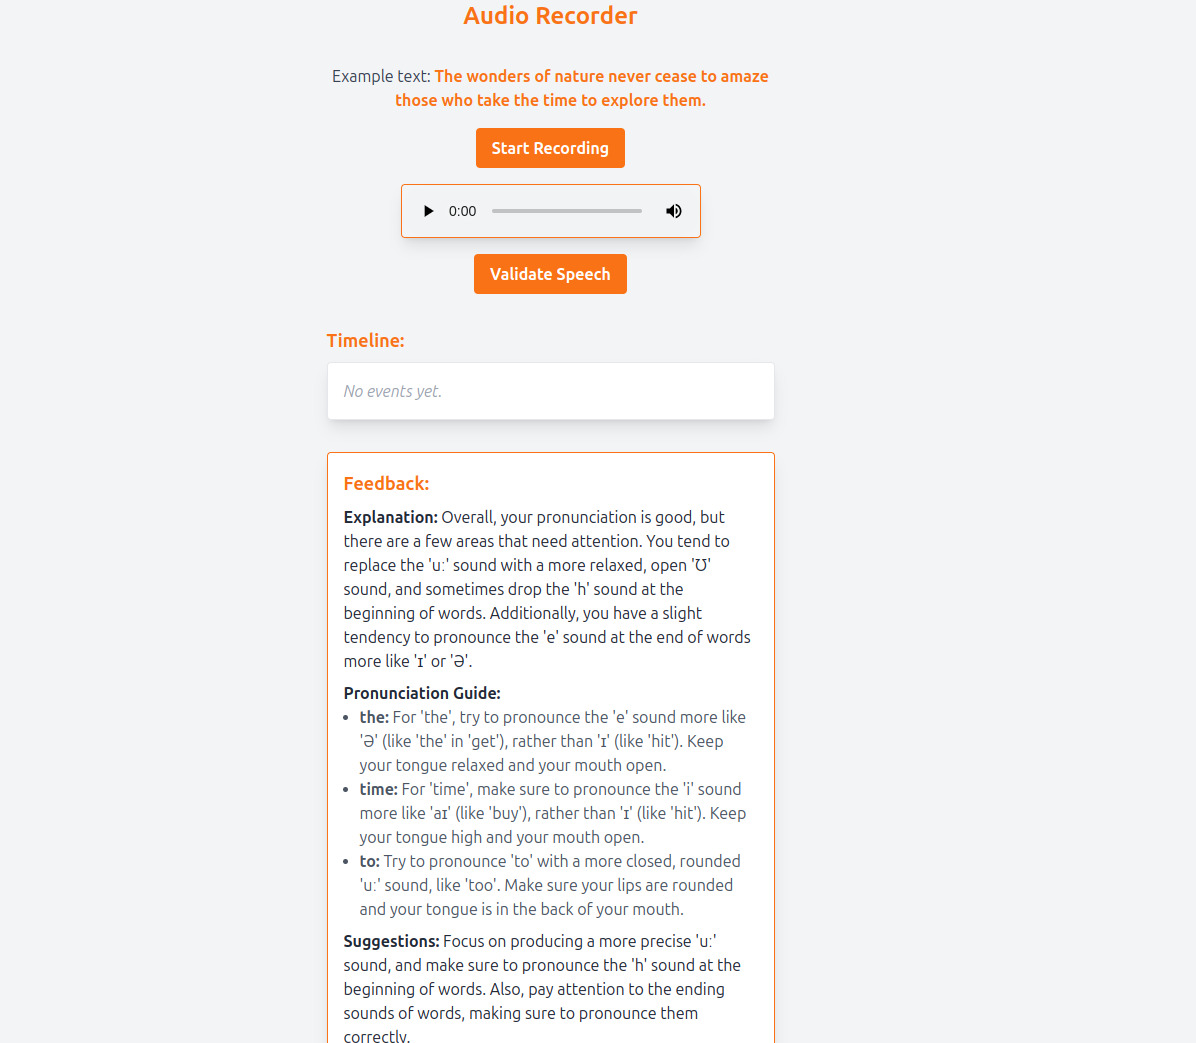 Audio Recorder
Example text: The wonders of nature never cease to amaze
those who take the time to explore them.
Start Recording
0:00
Validate Speech
Timeline:
No events yet.
Feedback:
Explanation: Overall, your pronunciation is good, but
there are a few areas that need attention. You tend to
replace the 'uː' sound with a more relaxed, open 'Ʊ'
sound, and sometimes drop the 'h' sound at the
beginning of words. Additionally, you have a slight
tendency to pronounce the 'e' sound at the end of words
more like 'ɪ' or 'Ə'.
Pronunciation Guide:
• the: For 'the', try to pronounce the 'e' sound more like
'Ə' (like 'the' in 'get'), rather than 'ɪ' (like 'hit'). Keep
your tongue relaxed and your mouth open.
• time: For 'time', make sure to pronounce the 'i' sound
more like 'aɪ' (like 'buy'), rather than 'ɪ' (like 'hit'). Keep
your tongue high and your mouth open.
• to: Try to pronounce 'to' with a more closed, rounded
'uː' sound, like 'too'. Make sure your lips are rounded
and your tongue is in the back of your mouth.
Suggestions: Focus on producing a more precise 'uː'
sound, and make sure to pronounce the 'h' sound at the
beginning of words. Also, pay attention to the ending
sounds of words, making sure to pronounce them
correctly.